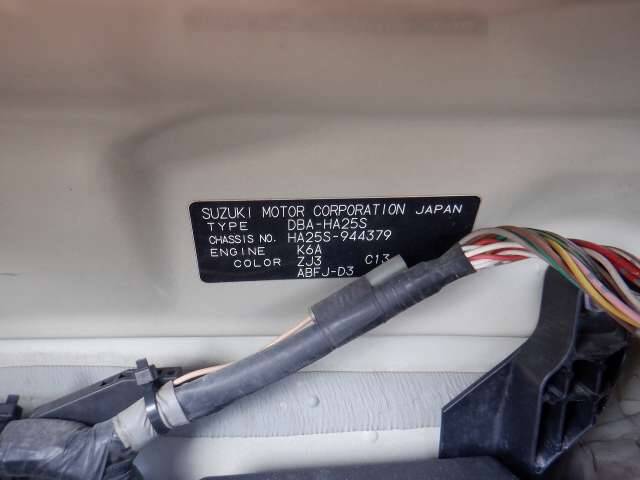 SUZUKI MOTOR CORPORATION JAPAN
TYPE DBA-HA25S
CHASSIS NO. HA25S-944379
ENGINE K6A
COLOR ZJ3 C13
ABFJ-D3